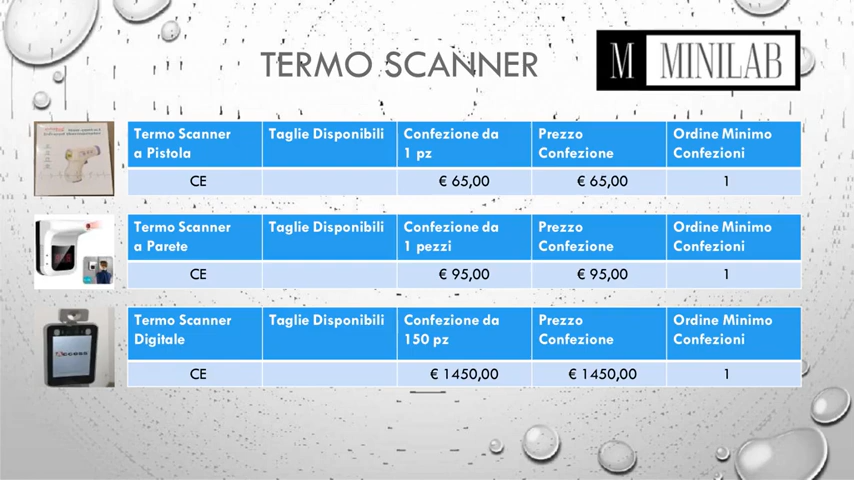 TERMO SCANNER
M MINILAB
Termo Scanner a Pistola
Taglie Disponibili
Confezione da 1 pz
Prezzo Confezione
Ordine Minimo Confezioni
CE
€ 65,00
€ 65,00
1
Termo Scanner a Parete
Taglie Disponibili
Confezione da 1 pezzi
Prezzo Confezione
Ordine Minimo Confezioni
CE
€ 95,00
€ 95,00
1
Termo Scanner Digitale
Taglie Disponibili
Confezione da 150 pz
Prezzo Confezione
Ordine Minimo Confezioni
CE
€ 1450,00
€ 1450,00
1